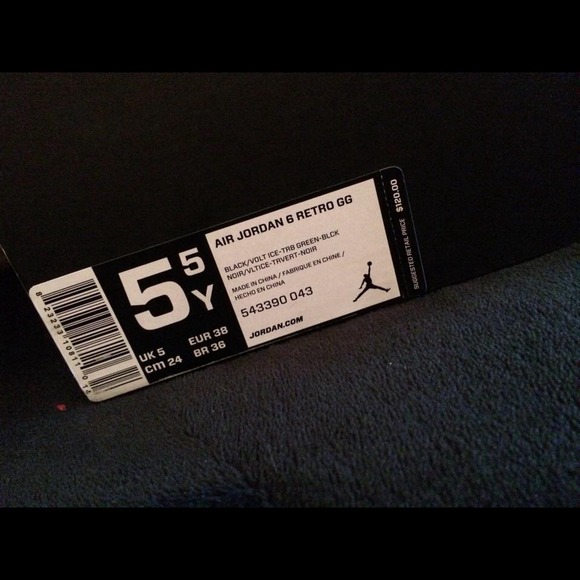 AIR JORDAN 6 RETRO GG
BLACK/VOLT ICE-TRB GREEN-BLCK
NOIR/VLTICE-TRVERT-NOIR
MADE IN CHINA / FABRIQUE EN CHINE /
HECHO EN CHINA
543390 043
JORDAN.COM
5 5 Y
UK 5 EUR 38
CM 24 BR 36
SUGGESTED RETAIL PRICE $120.00